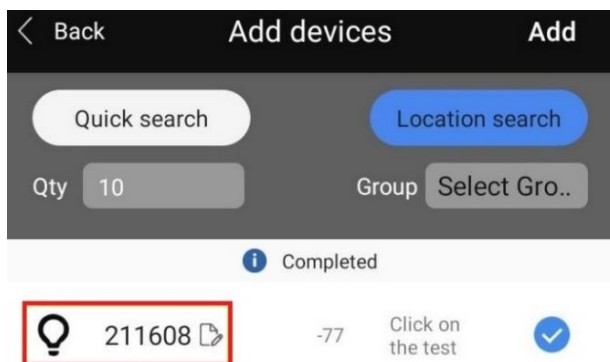 Back Add devices Add
Quick search Location search
Qty 10 Group Select Gro..
Completed
211608 -77 Click on
the test